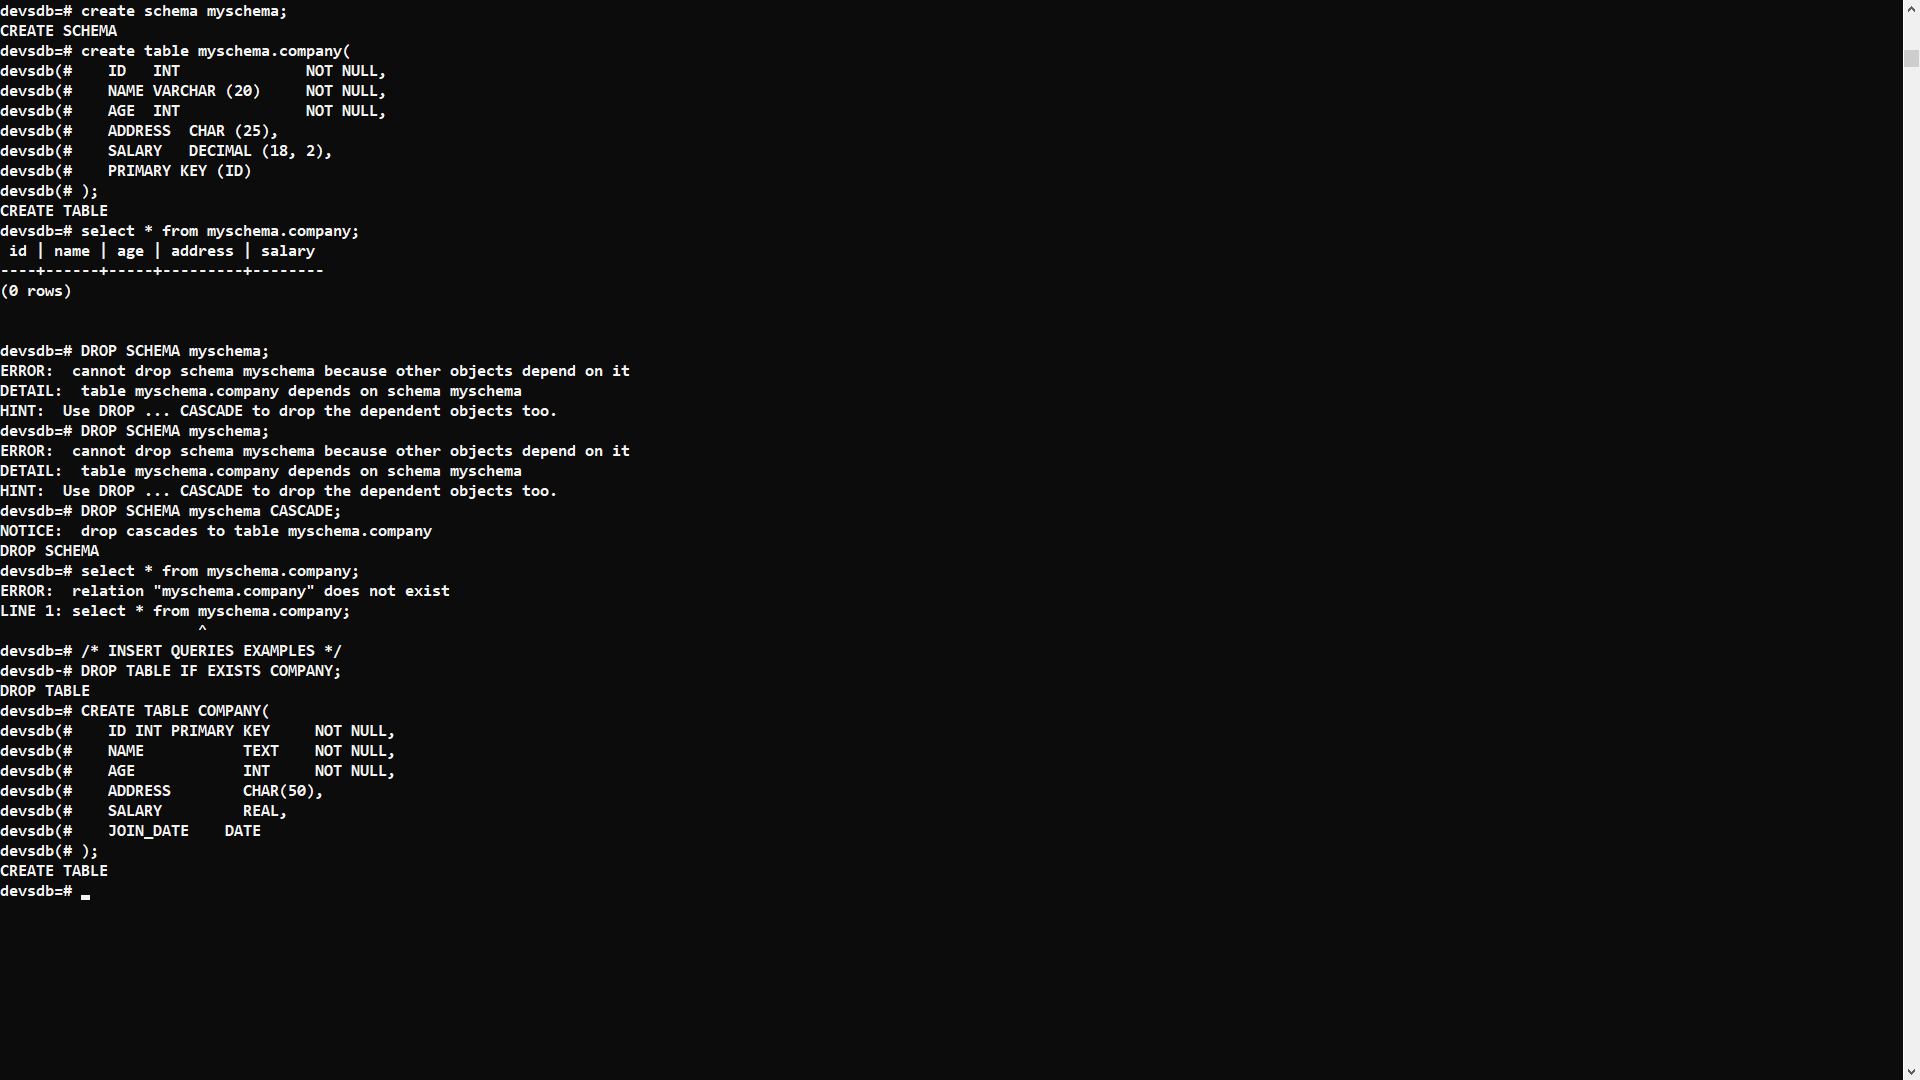 devsdb=# create schema myschema;
CREATE SCHEMA
devsdb=# create table myschema.company(
devsdb(#    ID   INT              NOT NULL,
devsdb(#    NAME VARCHAR (20)     NOT NULL,
devsdb(#    AGE  INT              NOT NULL,
devsdb(#    ADDRESS  CHAR (25),
devsdb(#    SALARY   DECIMAL (18, 2),
devsdb(#    PRIMARY KEY (ID)
devsdb(# );
CREATE TABLE
devsdb=# select * from myschema.company;
 id | name | age | address | salary
----+------+-----+---------+--------
(0 rows)


devsdb=# DROP SCHEMA myschema;
ERROR:  cannot drop schema myschema because other objects depend on it
DETAIL:  table myschema.company depends on schema myschema
HINT:  Use DROP ... CASCADE to drop the dependent objects too.
devsdb=# DROP SCHEMA myschema;
ERROR:  cannot drop schema myschema because other objects depend on it
DETAIL:  table myschema.company depends on schema myschema
HINT:  Use DROP ... CASCADE to drop the dependent objects too.
devsdb=# DROP SCHEMA myschema CASCADE;
NOTICE:  drop cascades to table myschema.company
DROP SCHEMA
devsdb=# select * from myschema.company;
ERROR:  relation "myschema.company" does not exist
LINE 1: select * from myschema.company;
                      ^
devsdb=# /* INSERT QUERIES EXAMPLES */
devsdb-# DROP TABLE IF EXISTS COMPANY;
DROP TABLE
devsdb=# CREATE TABLE COMPANY(
devsdb(#    ID INT PRIMARY KEY     NOT NULL,
devsdb(#    NAME           TEXT    NOT NULL,
devsdb(#    AGE            INT     NOT NULL,
devsdb(#    ADDRESS        CHAR(50),
devsdb(#    SALARY         REAL,
devsdb(#    JOIN_DATE    DATE
devsdb(# );
CREATE TABLE
devsdb=#